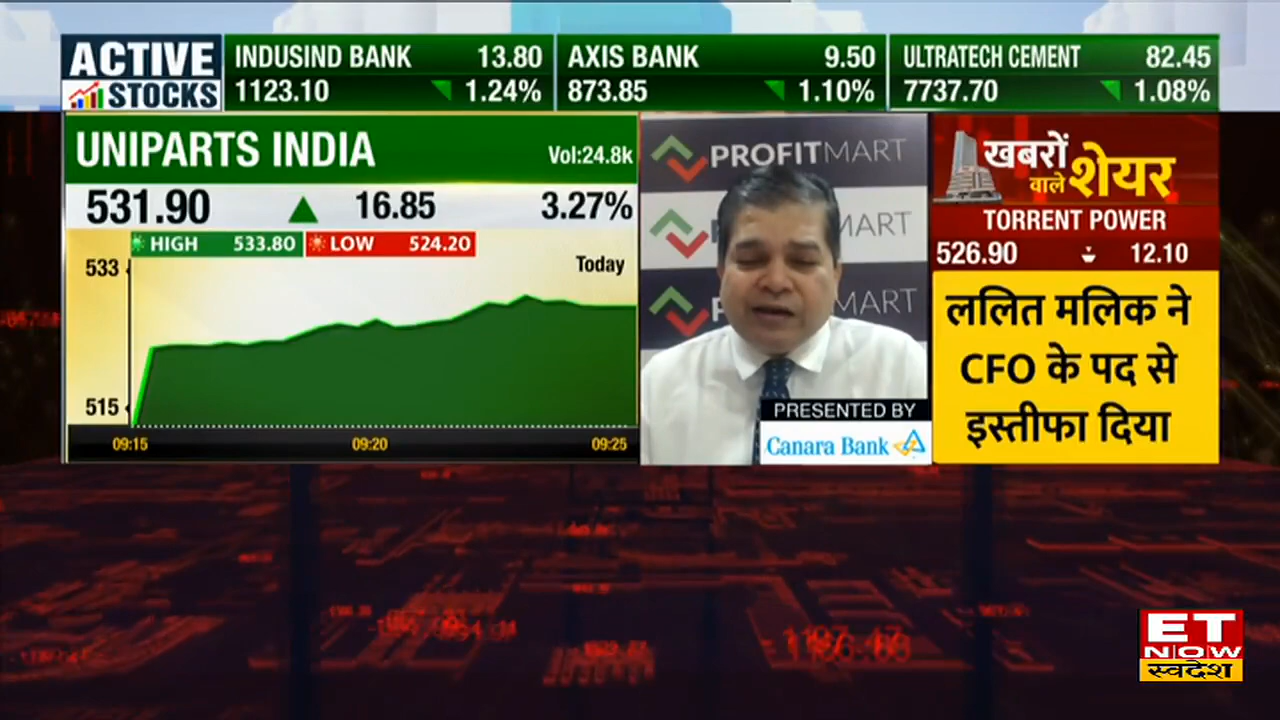 ACTIVE STOCKS
INDUSIND BANK 13.80
1123.10 1.24%
AXIS BANK 9.50
873.85 1.10%
ULTRATECH CEMENT 82.45
7737.70 1.08%
UNIPARTS INDIA Vol:24.8k
531.90 16.85 3.27%
HIGH 533.80 LOW 524.20
Today
533
515
09:15 09:20 09:25
PROFITMART
MART
MART
PRESENTED BY
Canara Bank
खबरों
वाले शेयर
TORRENT POWER
526.90 12.10
ललित मलिक ने
CFO के पद से
इस्तीफा दिया
ET
NOW
स्वदेश